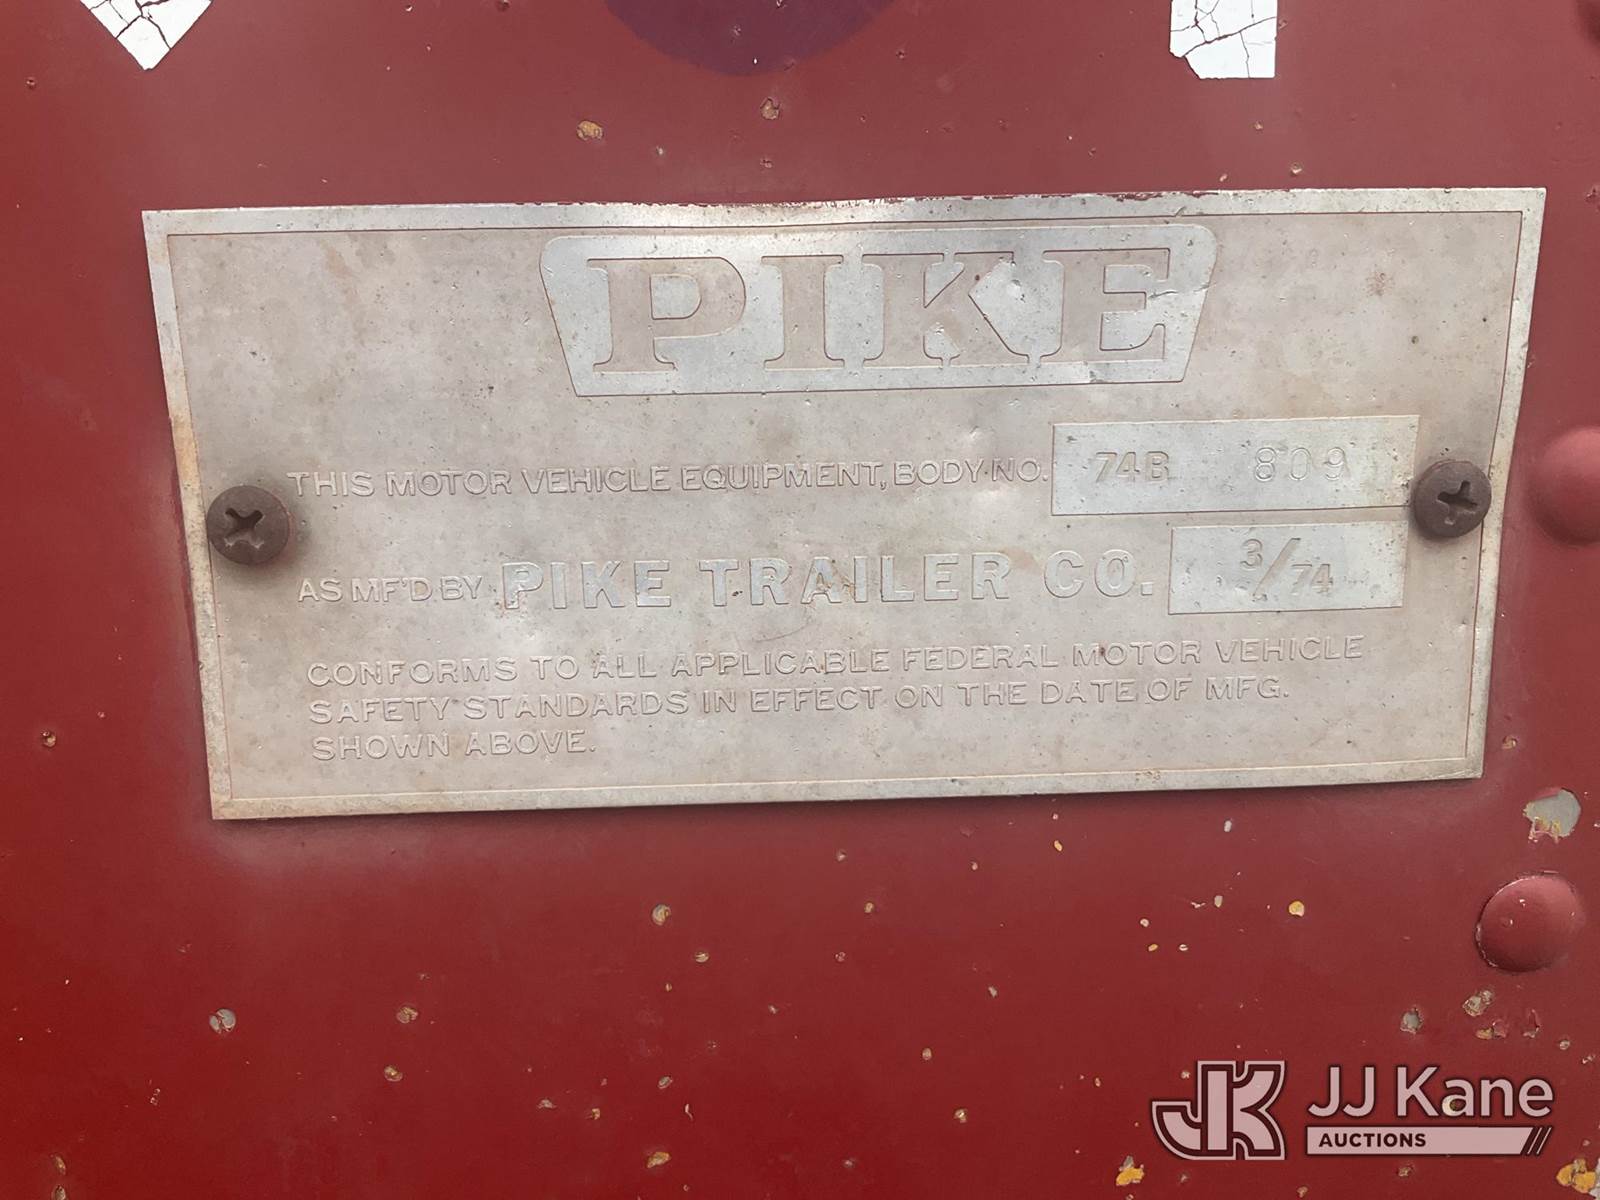 PIKE
THIS MOTOR VEHICLE EQUIPMENT, BODY NO. 74B 809
AS MF'D BY PIKE TRAILER CO. 3/74
CONFORMS TO ALL APPLICABLE FEDERAL MOTOR VEHICLE
SAFETY STANDARDS IN EFFECT ON THE DATE OF MFG.
SHOWN ABOVE.
JK JJ Kane
AUCTIONS